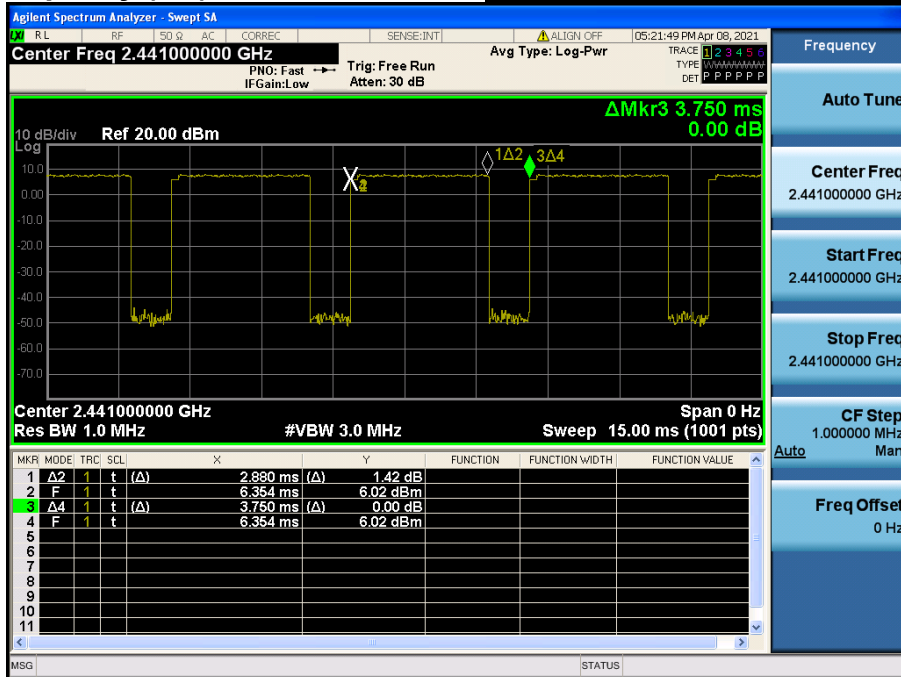 Agilent Spectrum Analyzer - Swept SA
LXI RL RF 50 Ω AC CORREC SENSE:INT ALIGN OFF 05:21:49 PM Apr 08, 2021
Center Freq 2.441000000 GHz
Avg Type: Log-Pwr
TRACE 1 2 3 4 5 6
TYPE WWWWWW
DET P P P P P P
PNO: Fast
IFGain:Low
Trig: Free Run
Atten: 30 dB
ΔMkr3 3.750 ms
0.00 dB
10 dB/div
Log
Ref 20.00 dBm
10.0
0.00
-10.0
-20.0
-30.0
-40.0
-50.0
-60.0
-70.0
1Δ2
3Δ4
X
2
Center 2.441000000 GHz
Span 0 Hz
Res BW 1.0 MHz
#VBW 3.0 MHz
Sweep 15.00 ms (1001 pts)
MKR MODE TRC SCL X Y FUNCTION FUNCTION WIDTH FUNCTION VALUE
1 Δ2 1 t (Δ) 2.880 ms (Δ) 1.42 dB
2 F 1 t 6.354 ms 6.02 dBm
3 Δ4 1 t (Δ) 3.750 ms (Δ) 0.00 dB
4 F 1 t 6.354 ms 6.02 dBm
5
6
7
8
9
10
11
MSG
STATUS
Frequency
Auto Tune
Center Freq
2.441000000 GHz
Start Freq
2.441000000 GHz
Stop Freq
2.441000000 GHz
CF Step
1.000000 MHz
Auto Man
Freq Offset
0 Hz